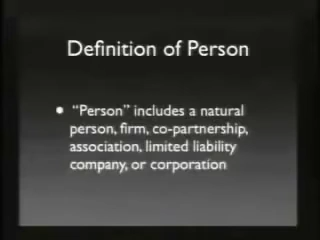 Definition of Person
• “Person” includes a natural
person, firm, co-partnership,
association, limited liability
company, or corporation